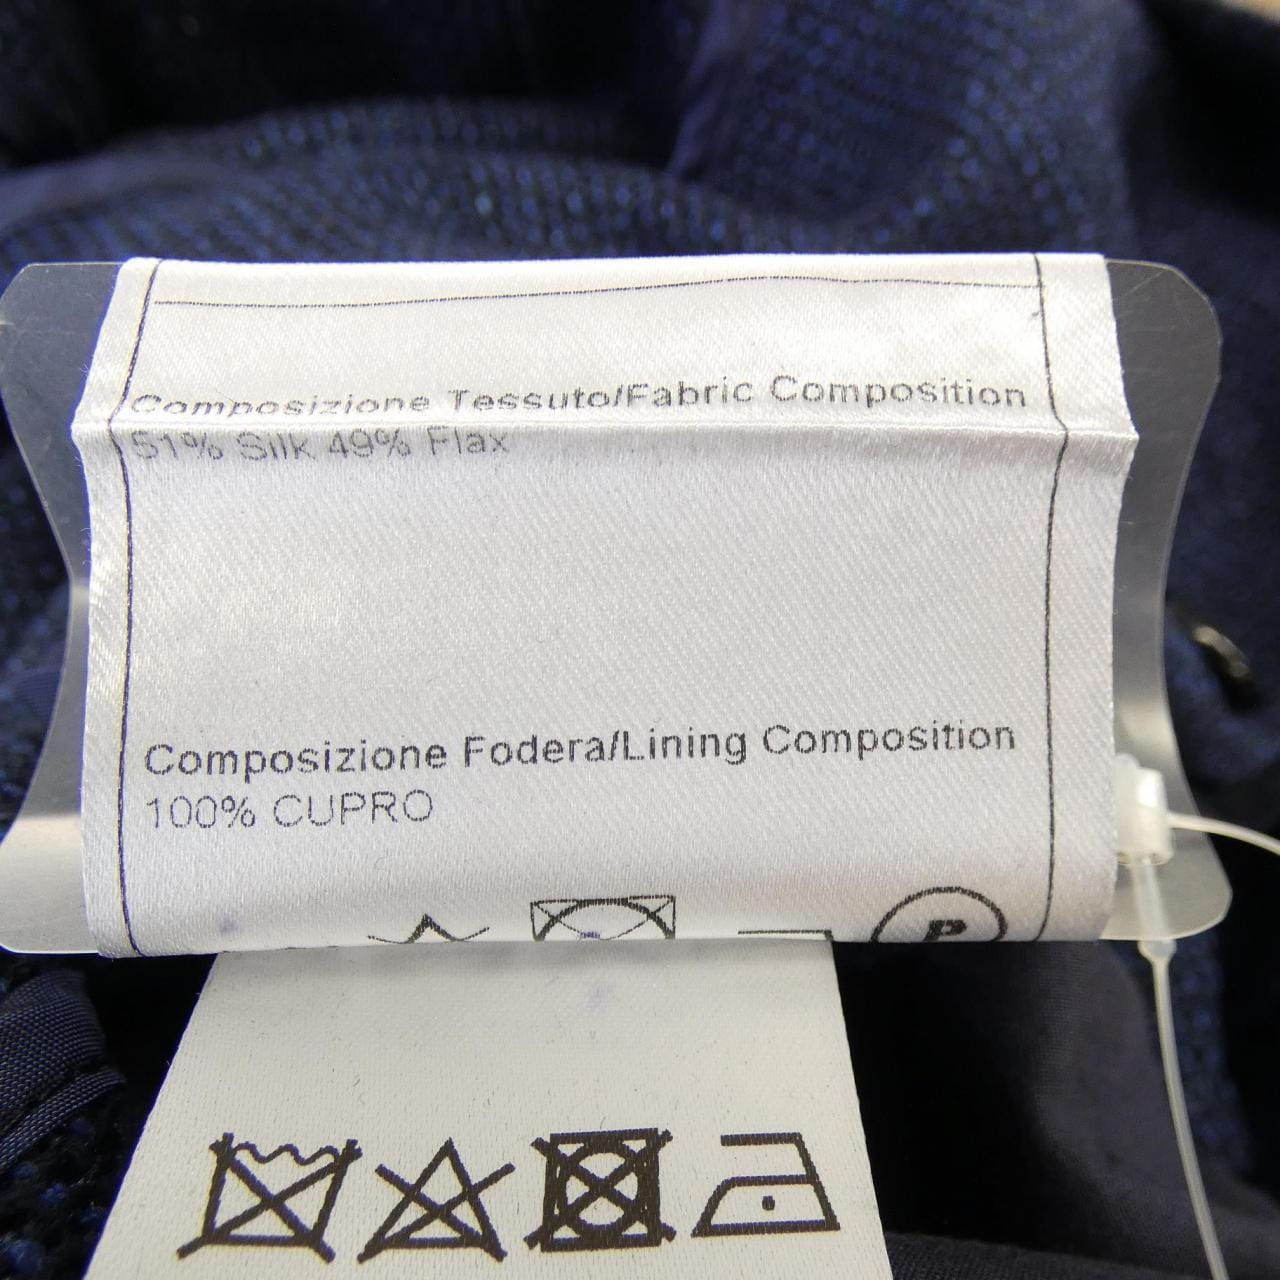 Composizione Tessuto/Fabric Composition
51% Silk 49% Flax
Composizione Fodera/Lining Composition
100% CUPRO
P